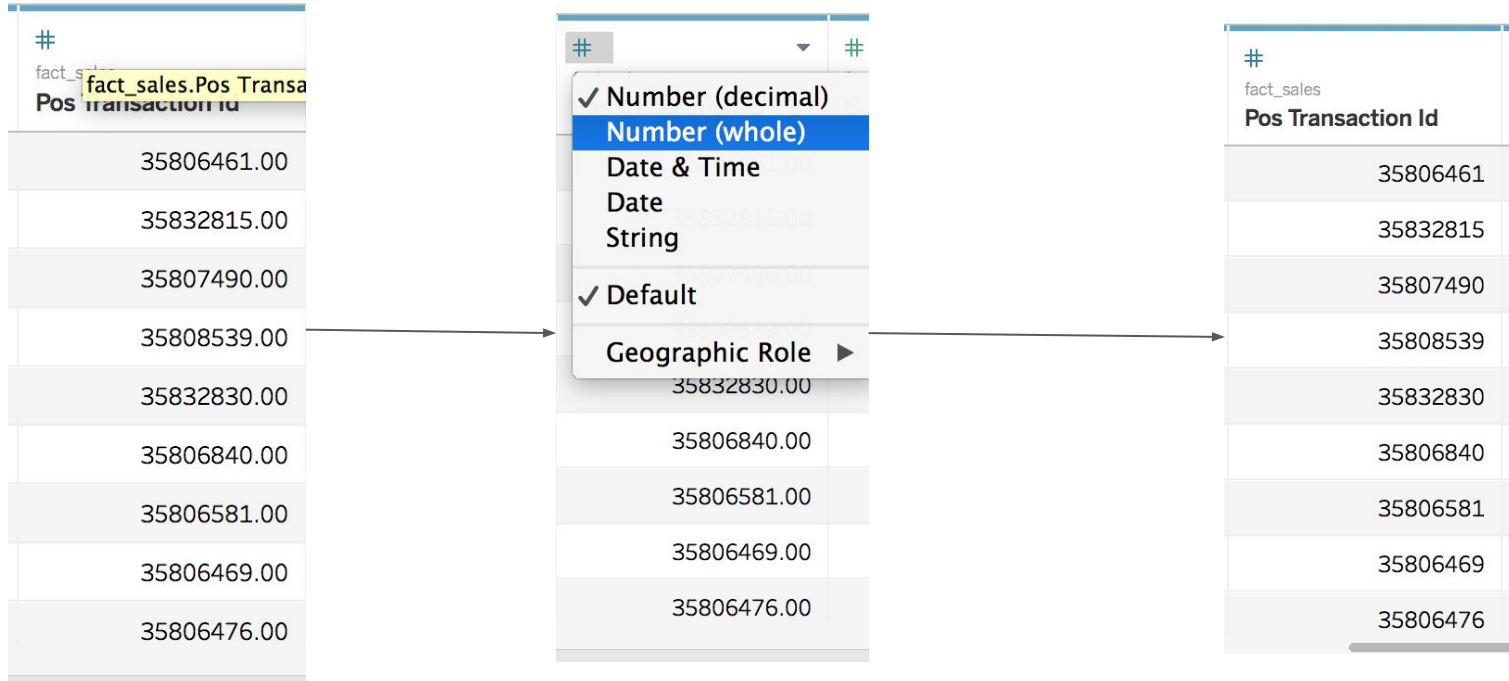 #
fact_sales
fact_sales.Pos Transa
Pos Transaction Id
35806461.00
35832815.00
35807490.00
35808539.00
35832830.00
35806840.00
35806581.00
35806469.00
35806476.00
# #
✓ Number (decimal)
Number (whole)
Date & Time
Date
String
✓ Default
Geographic Role ▶
35832830.00
35806840.00
35806581.00
35806469.00
35806476.00
#
fact_sales
Pos Transaction Id
35806461
35832815
35807490
35808539
35832830
35806840
35806581
35806469
35806476